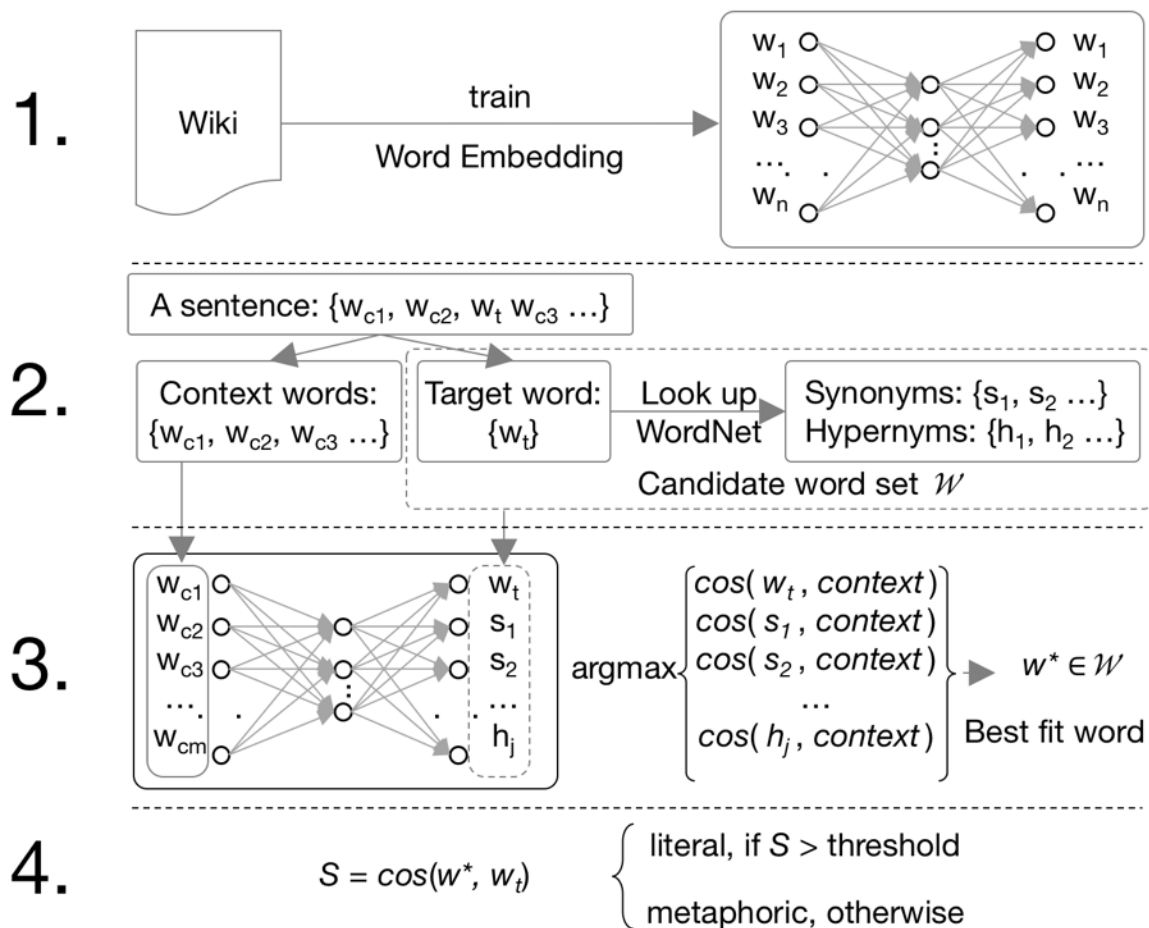 1.
Wiki
train
Word Embedding
w1
w2
w3
...
wn
w1
w2
w3
...
wn
2.
A sentence: {wc1, wc2, wt wc3 ...}
Context words:
{wc1, wc2, wc3 ...}
Target word:
{wt}
Look up
WordNet
Synonyms: {s1, s2 ...}
Hypernyms: {h1, h2 ...}
Candidate word set 𝒲
3.
wc1
wc2
wc3
...
wcm
wt
s1
s2
...
hj
argmax
cos( wt , context)
cos( s1 , context)
cos( s2 , context)
...
cos( hj , context)
w* ∈ 𝒲
Best fit word
4.
S = cos(w*, wt)
literal, if S > threshold
metaphoric, otherwise